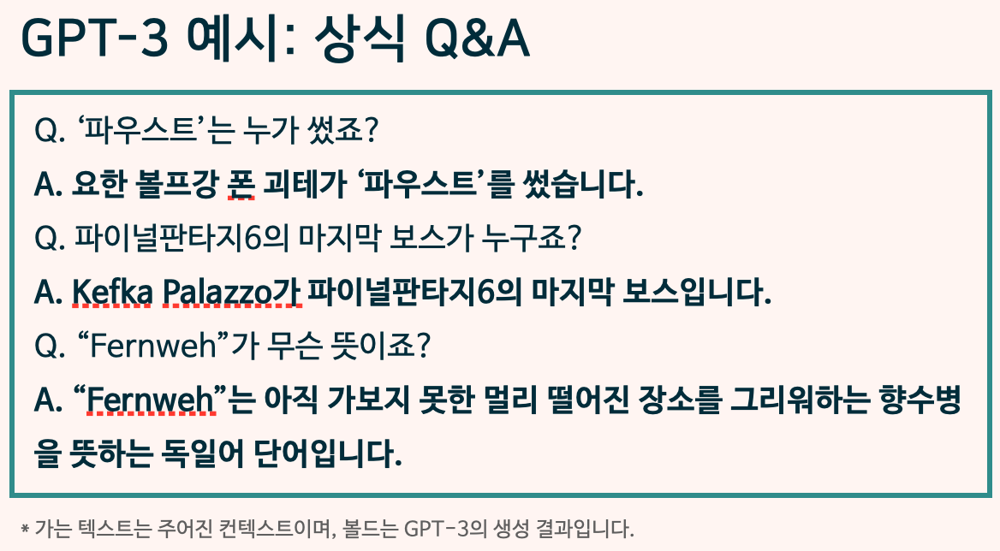 GPT-3 예시: 상식 Q&A
Q. ‘파우스트’는 누가 썼죠?
A. 요한 볼프강 폰 괴테가 ‘파우스트’를 썼습니다.
Q. 파이널판타지6의 마지막 보스가 누구죠?
A. Kefka Palazzo가 파이널판타지6의 마지막 보스입니다.
Q. “Fernweh”가 무슨 뜻이죠?
A. “Fernweh”는 아직 가보지 못한 멀리 떨어진 장소를 그리워하는 향수병
을 뜻하는 독일어 단어입니다.
* 가는 텍스트는 주어진 컨텍스트이며, 볼드는 GPT-3의 생성 결과입니다.